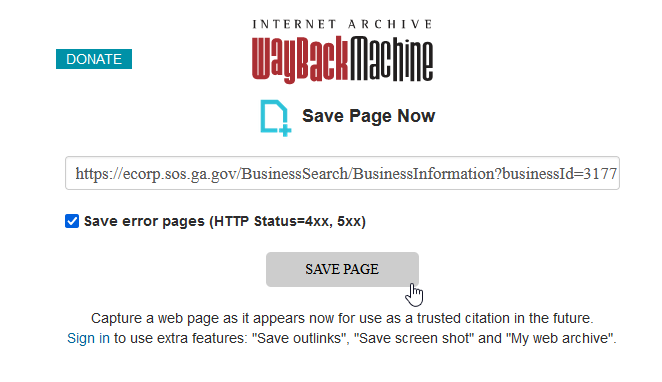 INTERNET ARCHIVE
DONATE
WayBackMachine
Save Page Now
https://ecorp.sos.ga.gov/BusinessSearch/BusinessInformation?businessId=3177
Save error pages (HTTP Status=4xx, 5xx)
SAVE PAGE
Capture a web page as it appears now for use as a trusted citation in the future.
Sign in to use extra features: "Save outlinks", "Save screen shot" and "My web archive".